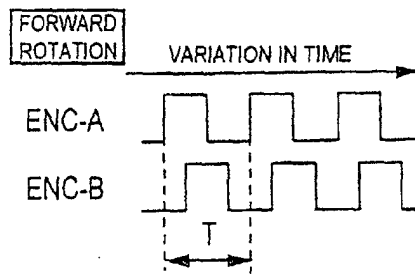 FORWARD
ROTATION
VARIATION IN TIME
ENC-A
ENC-B
T